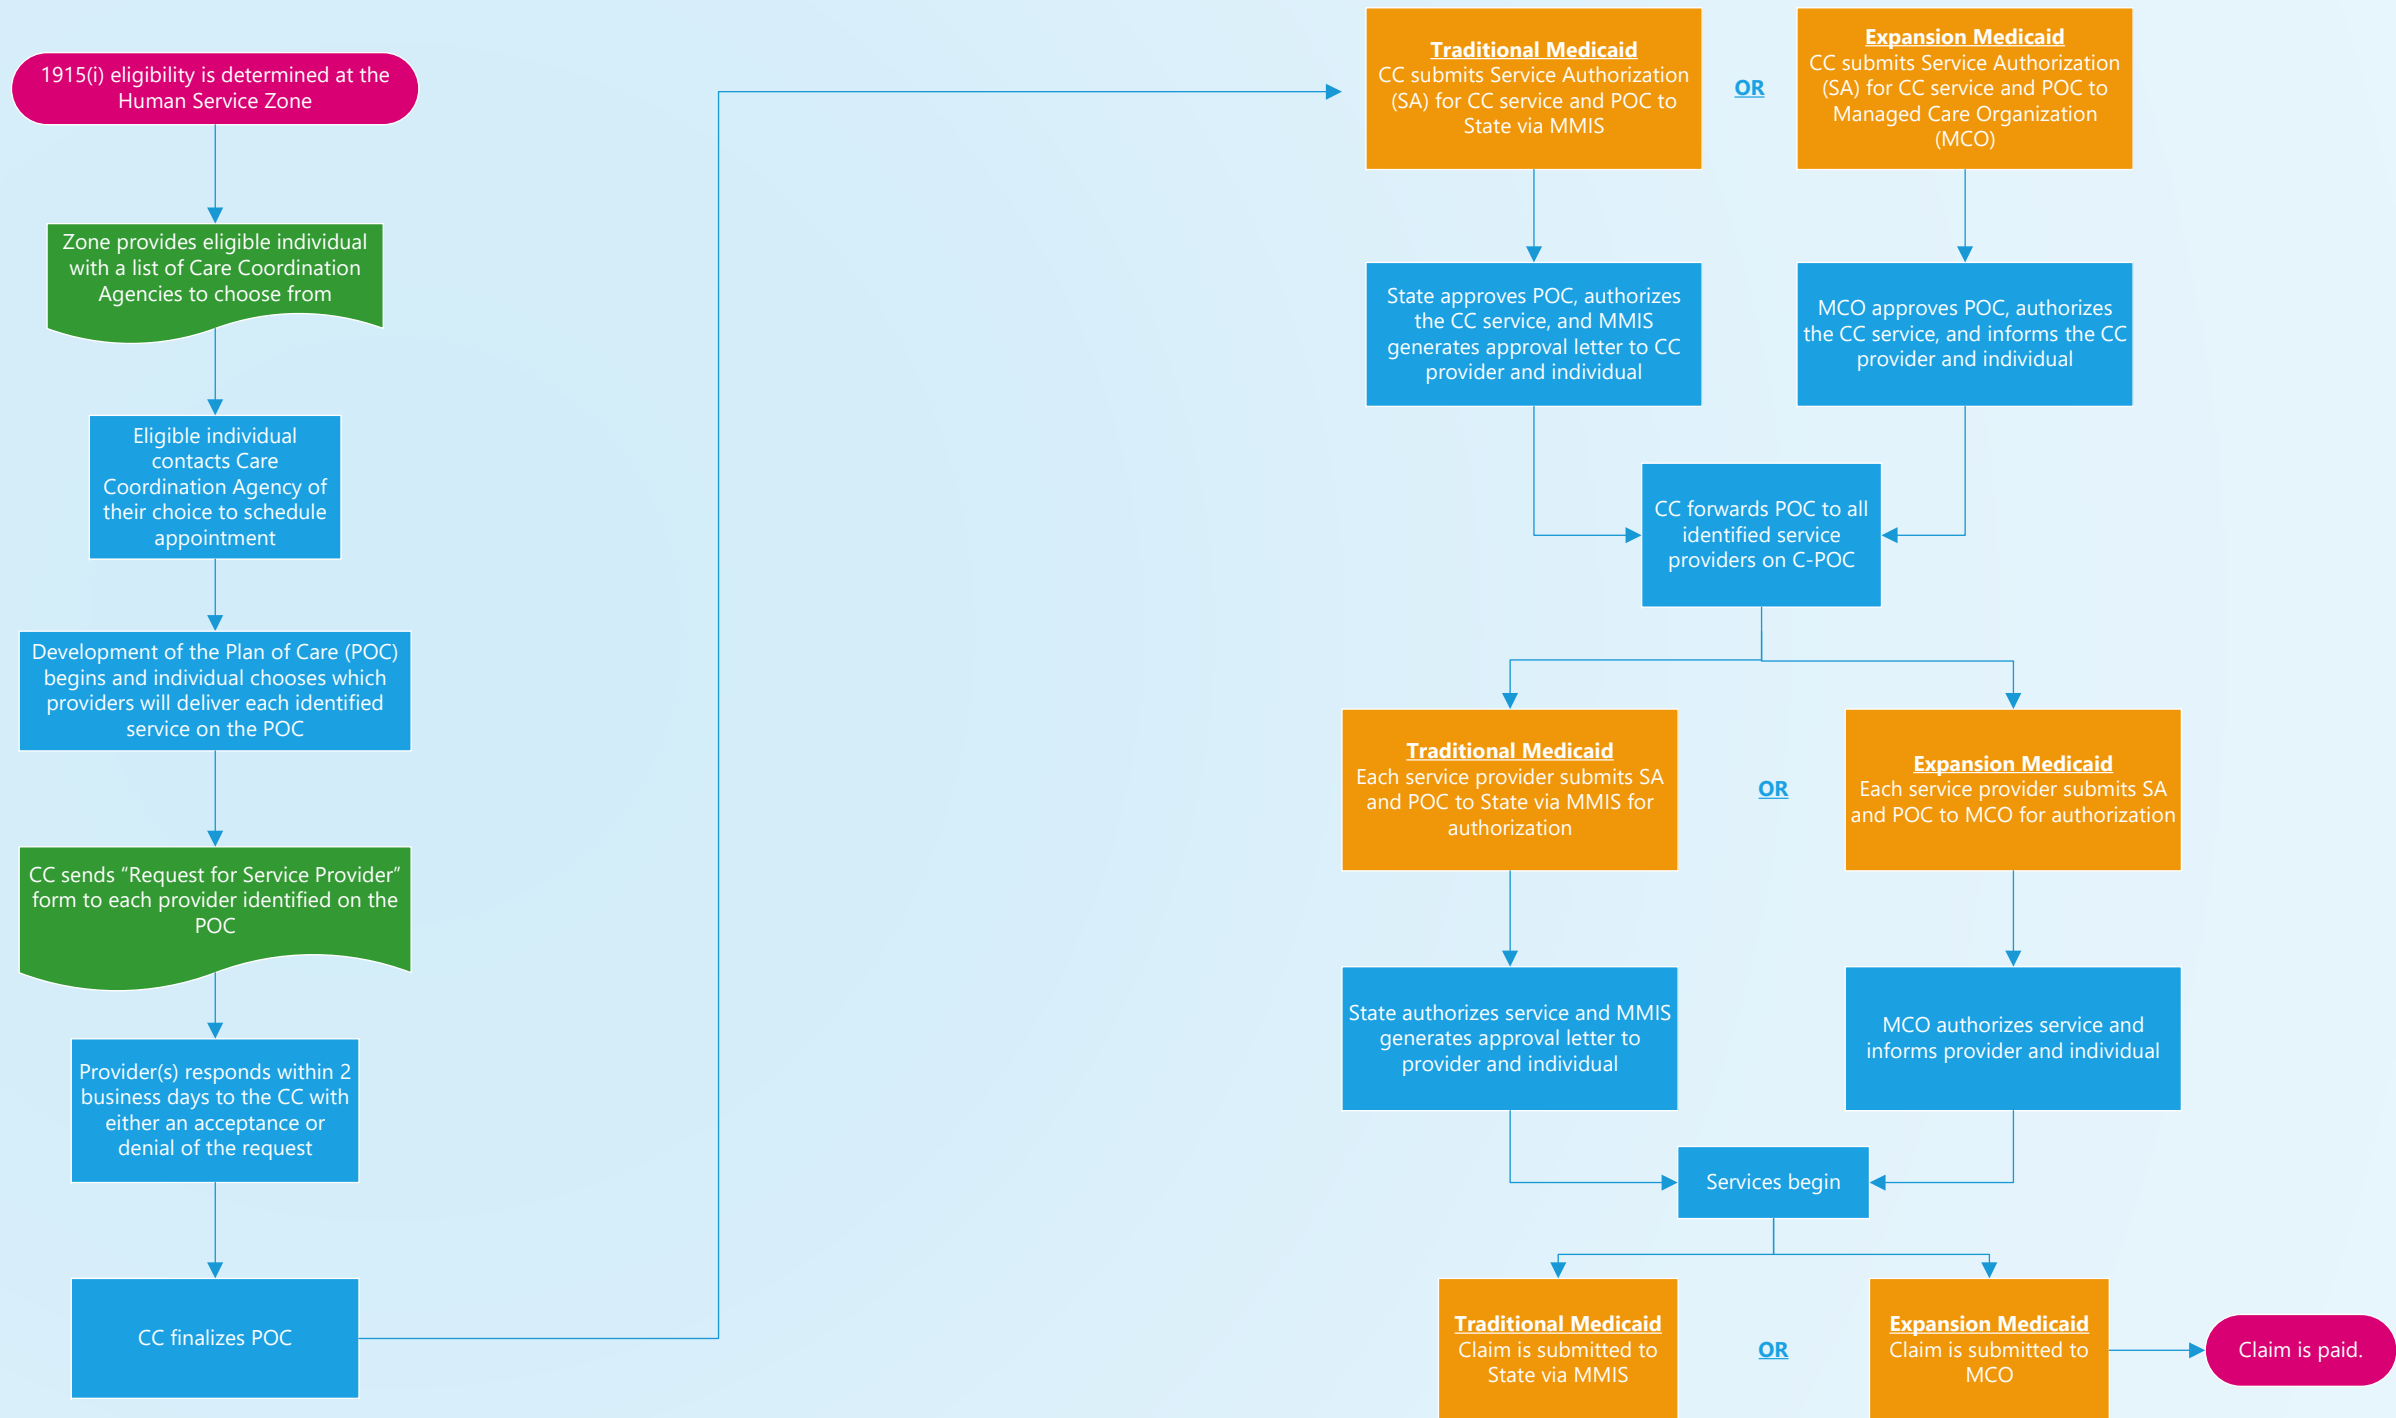 1915(i) eligibility is determined at the
Human Service Zone
Zone provides eligible individual
with a list of Care Coordination
Agencies to choose from
Eligible individual
contacts Care
Coordination Agency of
their choice to schedule
appointment
Development of the Plan of Care (POC)
begins and individual chooses which
providers will deliver each identified
service on the POC
CC sends “Request for Service Provider”
form to each provider identified on the
POC
Provider(s) responds within 2
business days to the CC with
either an acceptance or
denial of the request
CC finalizes POC
Traditional Medicaid
CC submits Service Authorization
(SA) for CC service and POC to
State via MMIS
OR
Expansion Medicaid
CC submits Service Authorization
(SA) for CC service and POC to
Managed Care Organization
(MCO)
State approves POC, authorizes
the CC service, and MMIS
generates approval letter to CC
provider and individual
MCO approves POC, authorizes
the CC service, and informs the CC
provider and individual
CC forwards POC to all
identified service
providers on C-POC
Traditional Medicaid
Each service provider submits SA
and POC to State via MMIS for
authorization
OR
Expansion Medicaid
Each service provider submits SA
and POC to MCO for authorization
State authorizes service and MMIS
generates approval letter to
provider and individual
MCO authorizes service and
informs provider and individual
Services begin
Traditional Medicaid
Claim is submitted to
State via MMIS
OR
Expansion Medicaid
Claim is submitted to
MCO
Claim is paid.